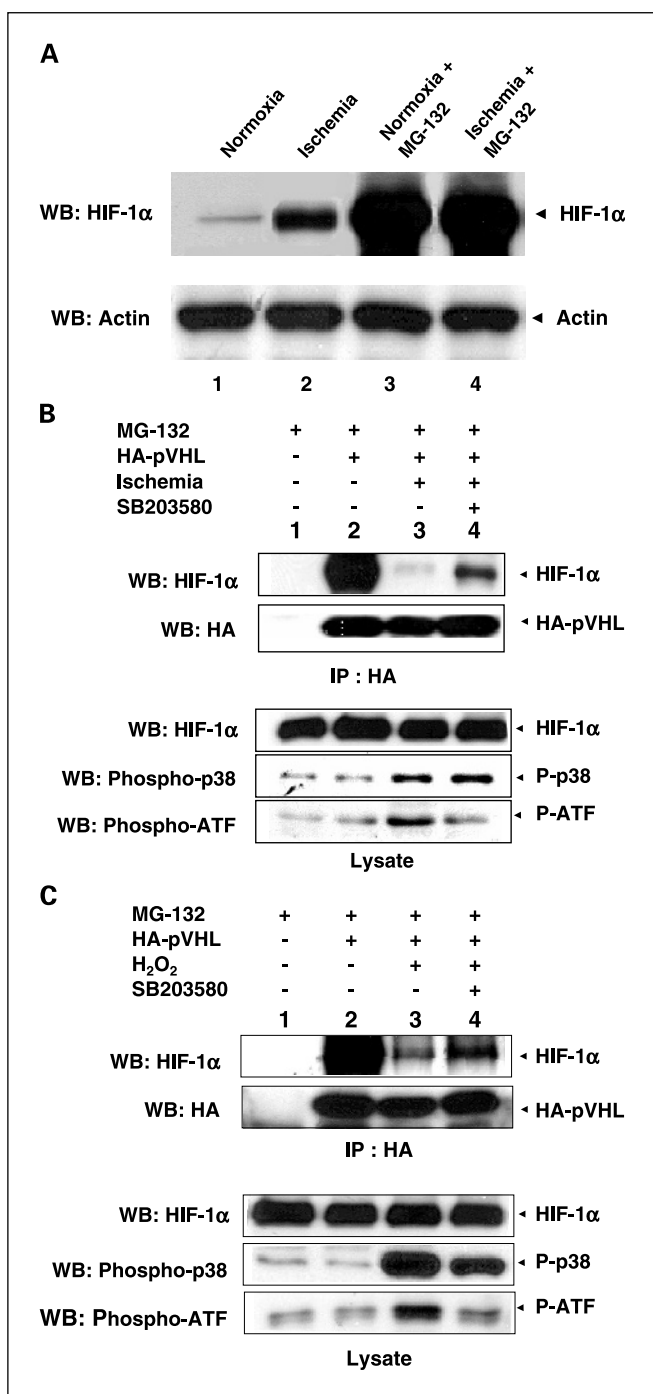 A
Normoxia
Ischemia
Normoxia +
MG-132
Ischemia +
MG-132
WB: HIF-1α
HIF-1α
WB: Actin
Actin
1 2 3 4
B
MG-132 + + + +
HA-pVHL - + + +
Ischemia - - + +
SB203580 - - - +
1 2 3 4
WB: HIF-1α
HIF-1α
WB: HA
HA-pVHL
IP : HA
WB: HIF-1α
HIF-1α
WB: Phospho-p38
P-p38
WB: Phospho-ATF
P-ATF
Lysate
C
MG-132 + + + +
HA-pVHL - + + +
H₂O₂ - - + +
SB203580 - - - +
1 2 3 4
WB: HIF-1α
HIF-1α
WB: HA
HA-pVHL
IP : HA
WB: HIF-1α
HIF-1α
WB: Phospho-p38
P-p38
WB: Phospho-ATF
P-ATF
Lysate